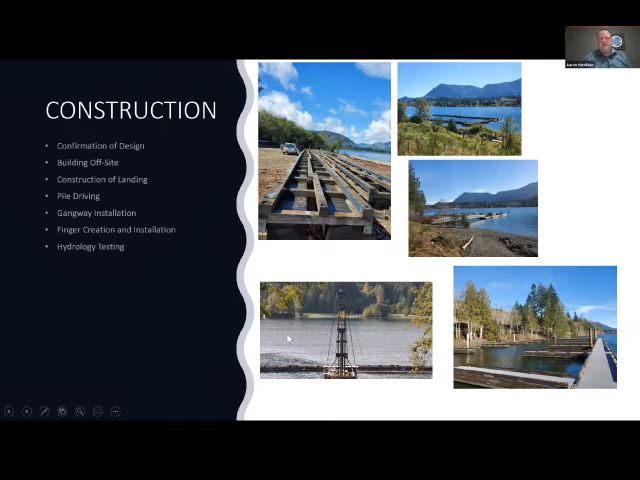 CONSTRUCTION
• Confirmation of Design
• Building Off-Site
• Construction of Landing
• Pile Driving
• Gangway Installation
• Finger Creation and Installation
• Hydrology Testing